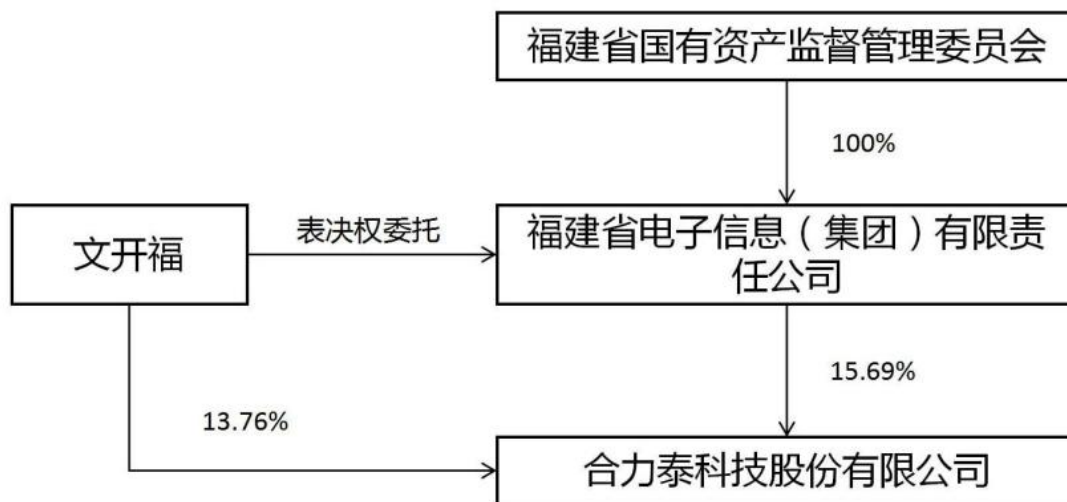 福建省国有资产监督管理委员会
100%
文开福
表决权委托
福建省电子信息（集团）有限责
任公司
15.69%
13.76%
合力泰科技股份有限公司